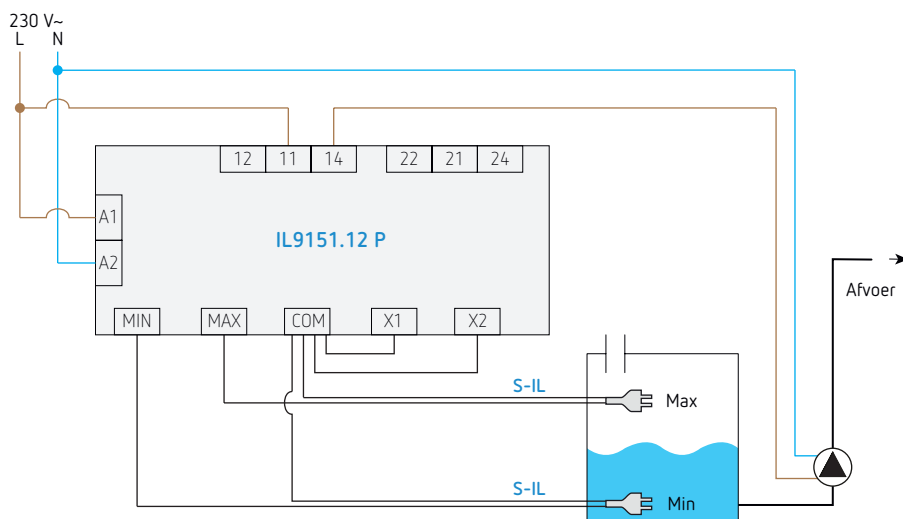 230 V~
L N
12 11 14 22 21 24
A1
IL9151.12 P
A2
Afvoer
MIN MAX COM X1 X2
S-IL
Max
S-IL
Min